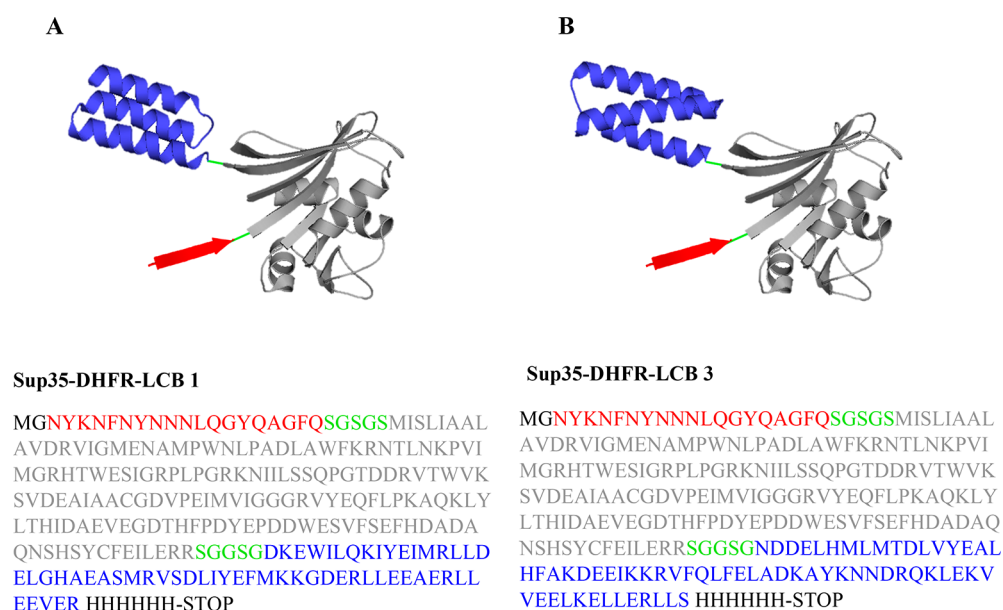 A
B
Sup35-DHFR-LCB 1
MGNYKNFNYNNNLQGYQAGFQSGSGSMISLIAAL
AVDRVIGMENAMPWNLPADLAWFKRNTLNKPVI
MGRHTWESIGRPLPGRKNIILSSQPGTDDRVTWVK
SVDEAIAACGDVPEIMVIGGGRVYEQFLPKAQKLY
LTHIDAEVEGDTHFPDYEPDDWESVFSEFHDADA
QNSHSYCFEILERRSGGSGDKEWILQKIYEIMRLLD
ELGHAEASMRVSDLIYEFMKKGDERLLEEAERLL
EEVER HHHHHH-STOP
Sup35-DHFR-LCB 3
MGNYKNFNYNNNLQGYQAGFQSGSGSMISLIAAL
AVDRVIGMENAMPWNLPADLAWFKRNTLNKPVI
MGRHTWESIGRPLPGRKNIILSSQPGTDDRVTWVK
SVDEAIAACGDVPEIMVIGGGRVYEQFLPKAQKLY
LTHIDAEVEGDTHFPDYEPDDWESVFSEFHDADAQ
NSHSYCFEILERRSGGSGNDDELHMLMTDLVYEAL
HFAKDEEIKKRVFQLFELADKAYKNNDRQKLEKV
VEELKELLERLLS HHHHHH-STOP